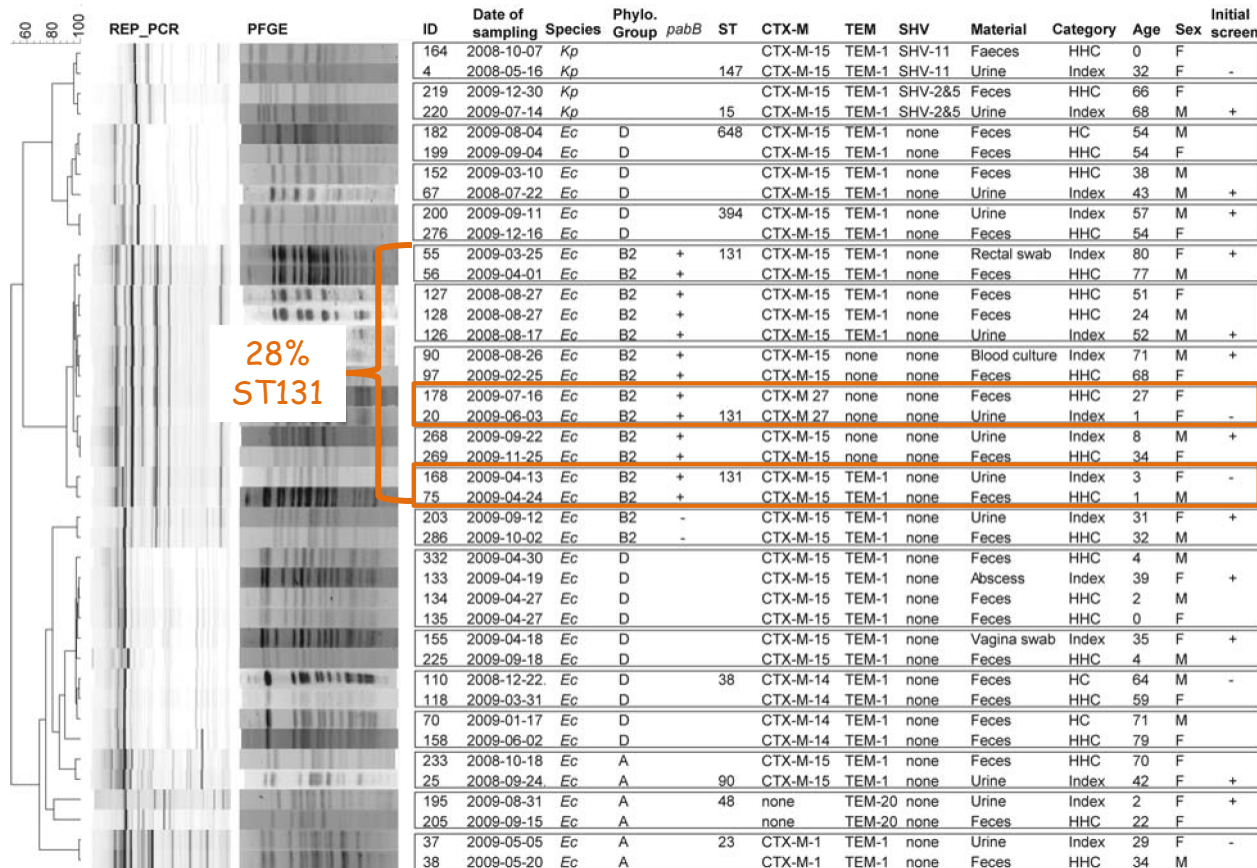 60 80 100 REP_PCR PFGE ID Date of sampling Species Phylo. Group pabB ST CTX-M TEM SHV Material Category Age Sex Initial screen
164 2008-10-07 Kp CTX-M-15 TEM-1 SHV-11 Faeces HHC 0 F
4 2008-05-16 Kp 147 CTX-M-15 TEM-1 SHV-11 Urine Index 32 F -
219 2009-12-30 Kp CTX-M-15 TEM-1 SHV-2&5 Feces HHC 66 F
220 2009-07-14 Kp 15 CTX-M-15 TEM-1 SHV-2&5 Urine Index 68 M +
182 2009-08-04 Ec D 648 CTX-M-15 TEM-1 none Feces HC 54 M
199 2009-09-04 Ec D CTX-M-15 TEM-1 none Feces HHC 54 F
152 2009-03-10 Ec D CTX-M-15 TEM-1 none Feces HHC 38 M
67 2008-07-22 Ec D CTX-M-15 TEM-1 none Urine Index 43 M +
200 2009-09-11 Ec D 394 CTX-M-15 TEM-1 none Urine Index 57 M +
276 2009-12-16 Ec D CTX-M-15 TEM-1 none Feces HHC 54 F
55 2009-03-25 Ec B2 + 131 CTX-M-15 TEM-1 none Rectal swab Index 80 F +
56 2009-04-01 Ec B2 + CTX-M-15 TEM-1 none Feces HHC 77 M
127 2008-08-27 Ec B2 + CTX-M-15 TEM-1 none Feces HHC 51 F
128 2008-08-27 Ec B2 + CTX-M-15 TEM-1 none Feces HHC 24 M
126 2008-08-17 Ec B2 + CTX-M-15 TEM-1 none Urine Index 52 M +
28% ST131
90 2008-08-26 Ec B2 + CTX-M-15 none none Blood culture Index 71 M +
97 2009-02-25 Ec B2 + CTX-M-15 none none Feces HHC 68 F
178 2009-07-16 Ec B2 + CTX-M 27 none none Feces HHC 27 F
20 2009-06-03 Ec B2 + 131 CTX-M 27 none none Urine Index 1 F -
268 2009-09-22 Ec B2 + CTX-M-15 none none Urine Index 8 M +
269 2009-11-25 Ec B2 + CTX-M-15 none none Feces HHC 34 F
168 2009-04-13 Ec B2 + 131 CTX-M-15 TEM-1 none Urine Index 3 F -
75 2009-04-24 Ec B2 + CTX-M-15 TEM-1 none Feces HHC 1 M
203 2009-09-12 Ec B2 - CTX-M-15 TEM-1 none Urine Index 31 F +
286 2009-10-02 Ec B2 - CTX-M-15 TEM-1 none Feces HHC 32 M
332 2009-04-30 Ec D CTX-M-15 TEM-1 none Feces HHC 4 M
133 2009-04-19 Ec D CTX-M-15 TEM-1 none Abscess Index 39 F +
134 2009-04-27 Ec D CTX-M-15 TEM-1 none Feces HHC 2 M
135 2009-04-27 Ec D CTX-M-15 TEM-1 none Feces HHC 0 F
155 2009-04-18 Ec D CTX-M-15 TEM-1 none Vagina swab Index 35 F +
225 2009-09-18 Ec D CTX-M-15 TEM-1 none Feces HHC 4 M
110 2008-12-22. Ec D 38 CTX-M-14 TEM-1 none Feces HC 64 M -
118 2009-03-31 Ec D CTX-M-14 TEM-1 none Feces HHC 59 F
70 2009-01-17 Ec D CTX-M-14 TEM-1 none Feces HC 71 M
158 2009-06-02 Ec D CTX-M-14 TEM-1 none Feces HHC 79 F
233 2008-10-18 Ec A CTX-M-15 TEM-1 none Feces HHC 70 F
25 2008-09-24. Ec A 90 CTX-M-15 TEM-1 none Urine Index 42 F +
195 2009-08-31 Ec A 48 none TEM-20 none Urine Index 2 F +
205 2009-09-15 Ec A none TEM-20 none Feces HHC 22 F
37 2009-05-05 Ec A 23 CTX-M-1 TEM-1 none Urine Index 29 F -
38 2009-05-20 Ec A CTX-M-1 TEM-1 none Feces HHC 34 M